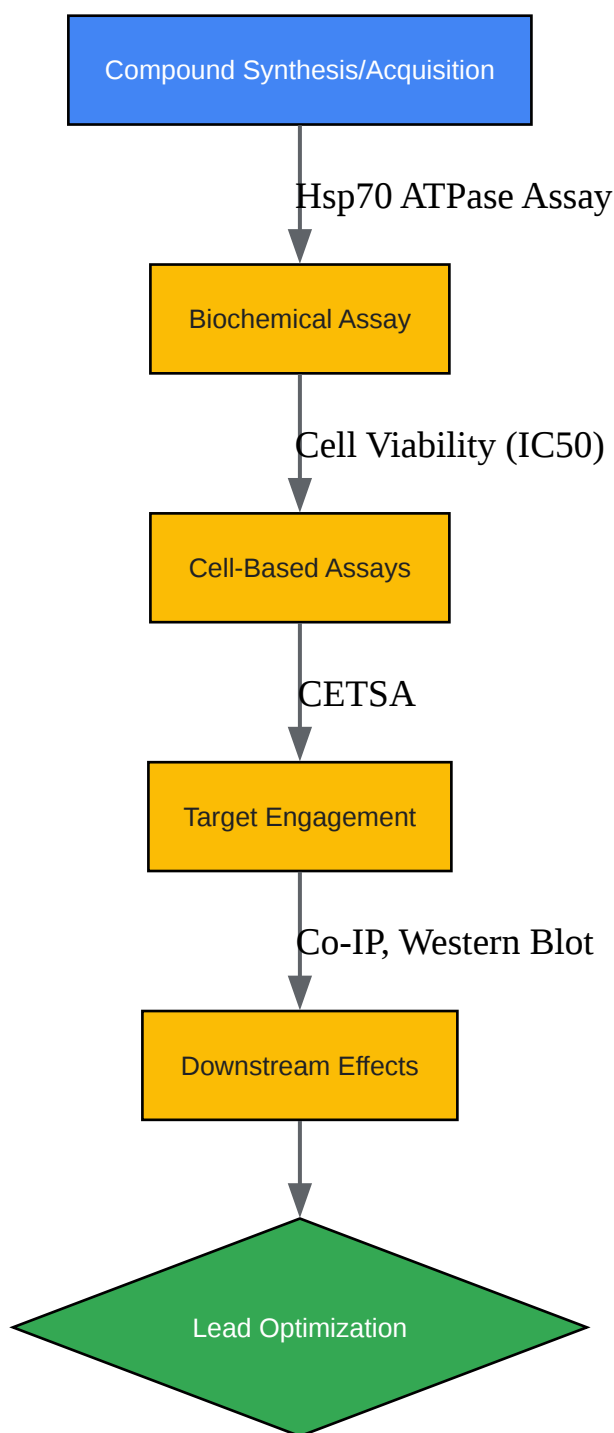 Compound Synthesis/Acquisition
Hsp70 ATPase Assay
Biochemical Assay
Cell Viability (IC50)
Cell-Based Assays
CETSA
Target Engagement
Co-IP, Western Blot
Downstream Effects
Lead Optimization